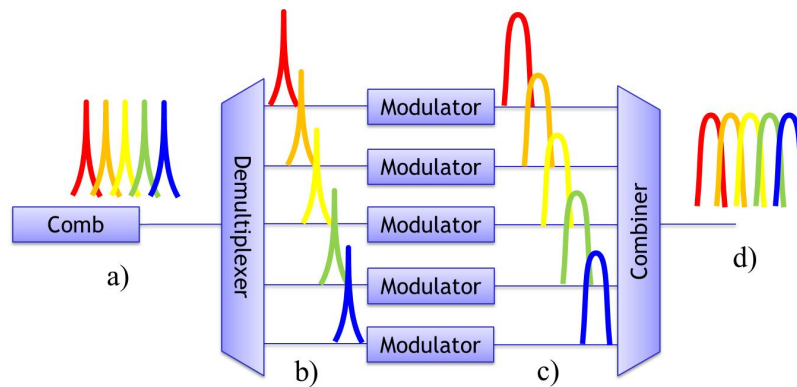 Comb
a)
Demultiplexer
b)
Modulator
Modulator
Modulator
Modulator
Modulator
c)
Combiner
d)